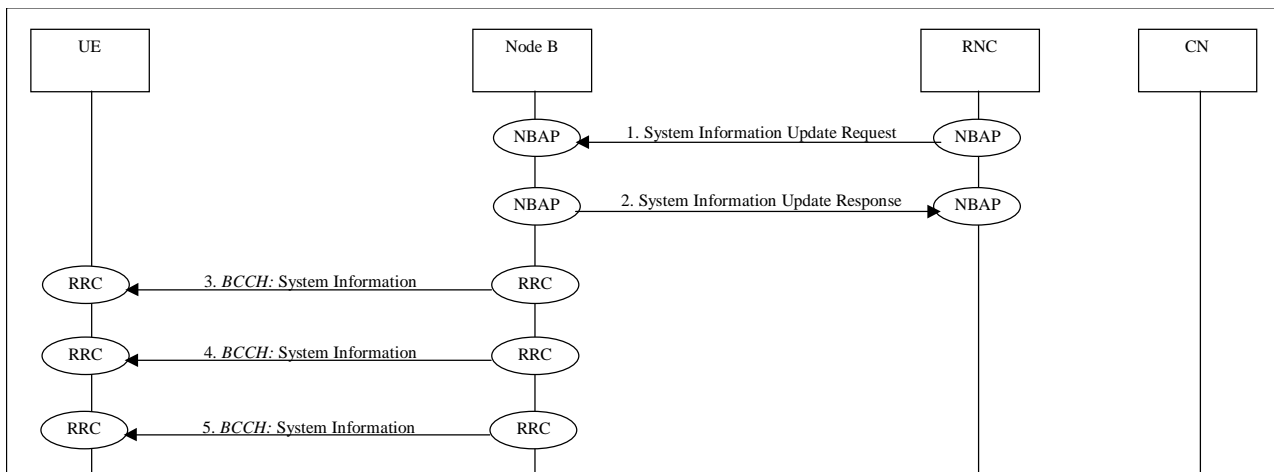 UE
Node B
RNC
CN
NBAP
1. System Information Update Request
NBAP
NBAP
2. System Information Update Response
NBAP
RRC
3. BCCH: System Information
RRC
RRC
4. BCCH: System Information
RRC
RRC
5. BCCH: System Information
RRC